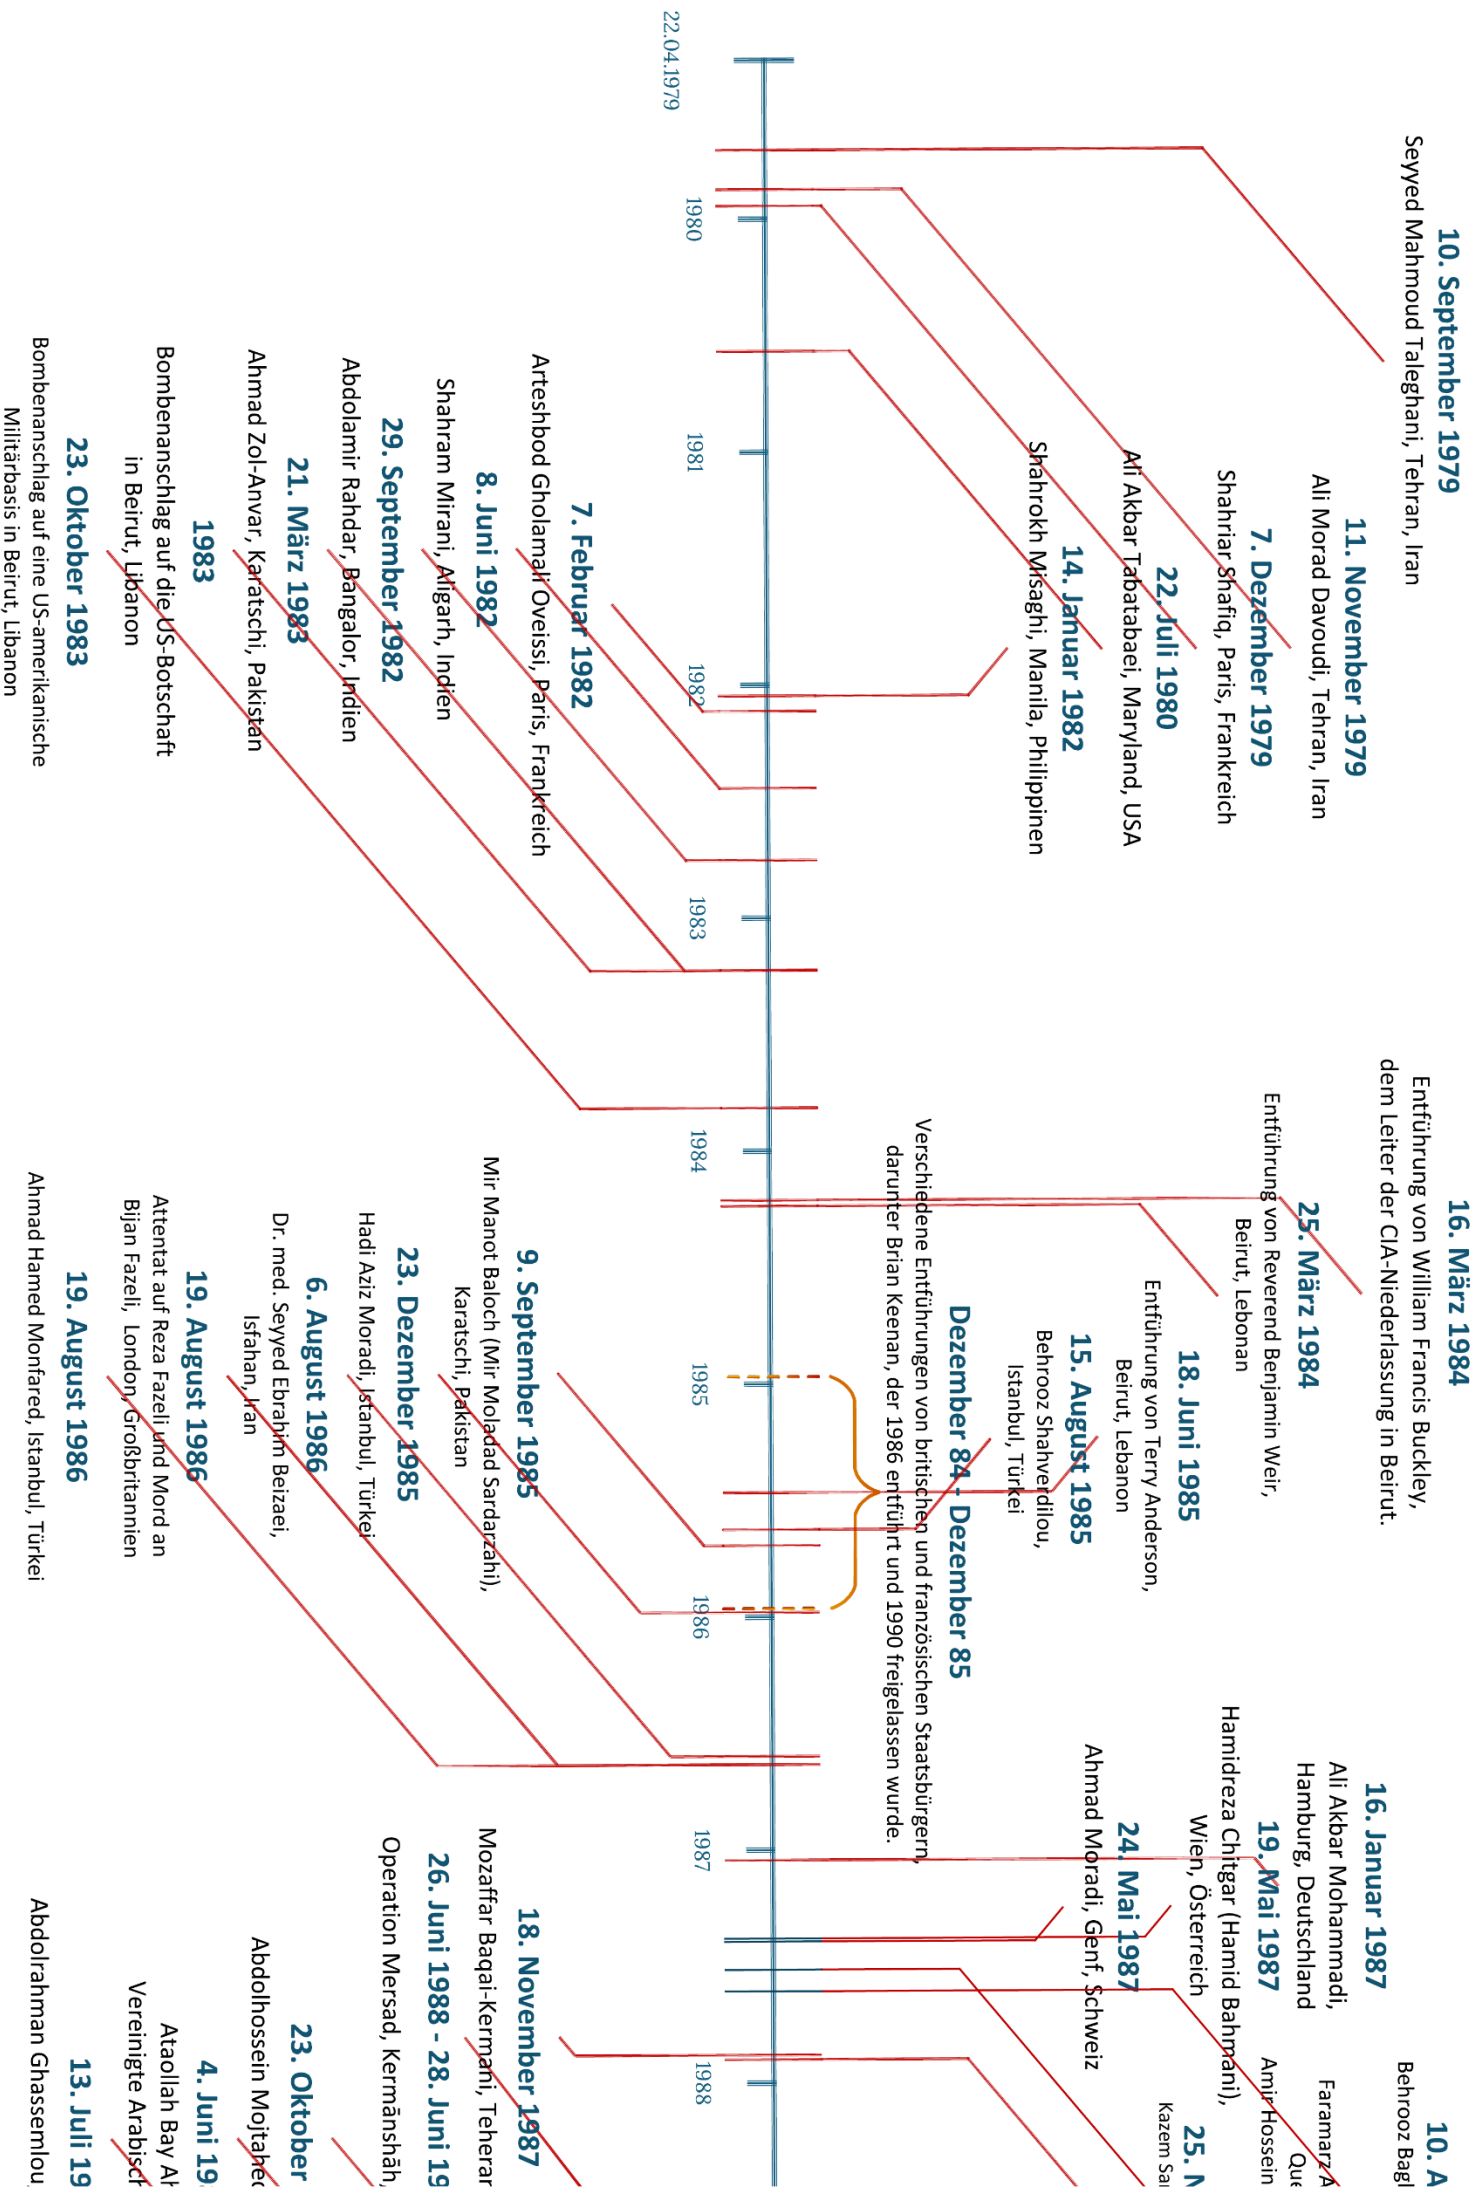 10. September 1979
Seyyed Mahmoud Taleghani, Tehran, Iran
11. November 1979
Ali Morad Davoudi, Tehran, Iran
7. Dezember 1979
Shahriar Shafiq, Paris, Frankreich
22. Juli 1980
Ali Akbar Tabatabaei, Maryland, USA
14. Januar 1982
Shahrokh Misaghi, Manila, Philippinen
16. März 1984
Entführung von William Francis Buckley,
dem Leiter der CIA-Niederlassung in Beirut.
25. März 1984
Entführung von Reverend Benjamin Weir,
Beirut, Lebonan
18. Juni 1985
Entführung von Terry Anderson,
Beirut, Lebanon
15. August 1985
Behrooz Shahverdilou,
Istanbul, Türkei
Dezember 84 - Dezember 85
Verschiedene Entführungen von britischen und französischen Staatsbürgern,
darunter Brian Keenan, der 1986 entführt und 1990 freigelassen wurde.
16. Januar 1987
Ali Akbar Mohammadi,
Hamburg, Deutschland
19. Mai 1987
Hamidreza Chitgar (Hamid Bahmani),
Wien, Österreich
24. Mai 1987
Ahmad Moradi, Genf, Schweiz
10. A
Behrooz Bagl
Faramarz A
Que
Amir Hossein
25. N
Kazem Sa
22.04.1979
1980
1981
1982
1983
1984
1985
1986
1987
1988
7. Februar 1982
Arteshbod Gholamali Oveissi, Paris, Frankreich
8. Juni 1982
Shahram Mirani, Aligarh, Indien
29. September 1982
Abdolamir Rahdar, Bangalor, Indien
21. März 1983
Ahmad Zol-Anvar, Karatschi, Pakistan
1983
Bombenanschlag auf die US-Botschaft
in Beirut, Libanon
23. Oktober 1983
Bombenanschlag auf eine US-amerikanische
Militärbasis in Beirut, Libanon
9. September 1985
Mir Manot Baloch (Mir Moladad Sardarzahi),
Karatschi, Pakistan
23. Dezember 1985
Hadi Aziz Moradi, Istanbul, Türkei
6. August 1986
Dr. med. Seyyed Ebrahim Beizaei,
Isfahan, Iran
19. August 1986
Attentat auf Reza Fazeli und Mord an
Bijan Fazeli, London, Großbritannien
19. August 1986
Ahmad Hamed Monfared, Istanbul, Türkei
18. November 1987
Mozaffar Baqai-Kermani, Teheran
26. Juni 1988 - 28. Juni 19
Operation Mersad, Kermānshāh,
23. Oktober
Abdolhossein Mojtahed
4. Juni 19
Ataollah Bay Ah
Vereinigte Arabisch
13. Juli 19
Abdolrahman Ghassemlou